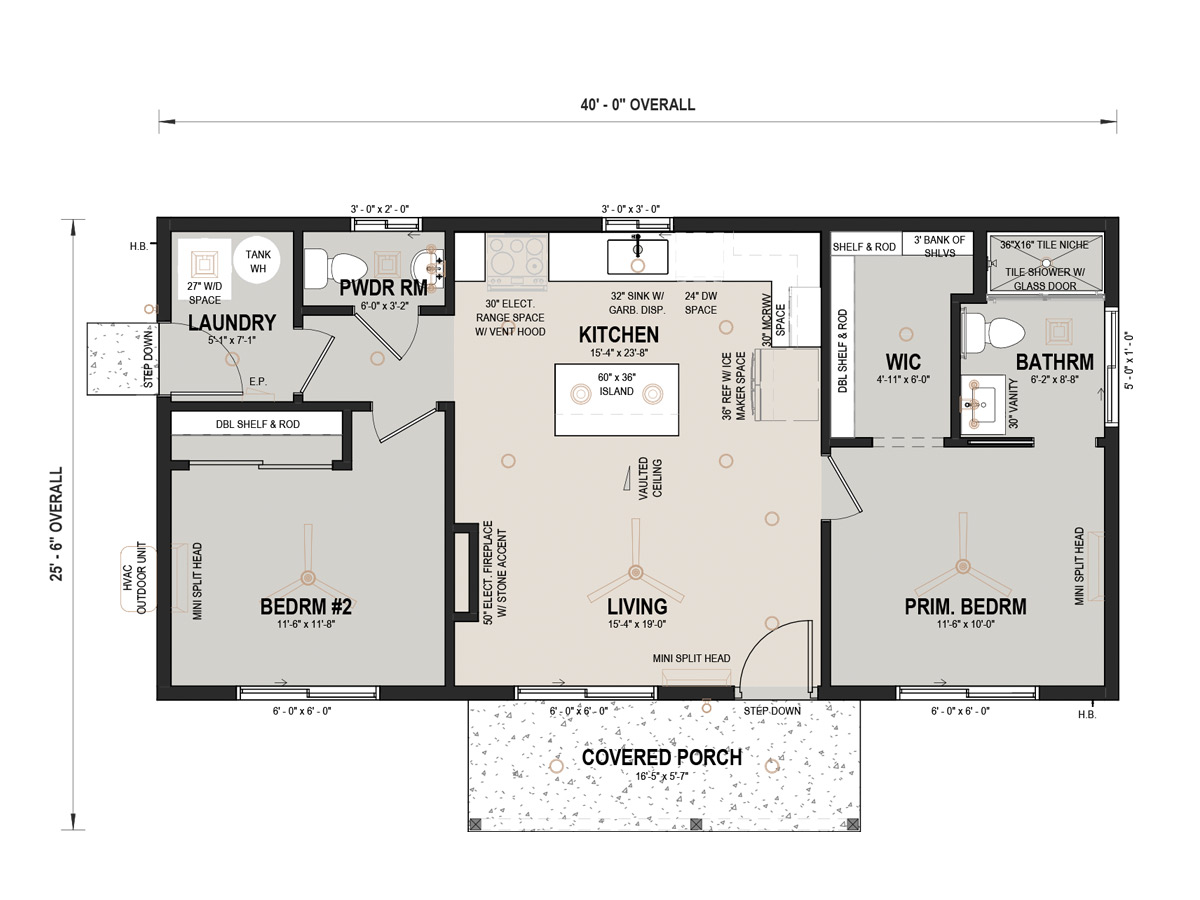 40' - 0" OVERALL
3' - 0" x 2' - 0"
3' - 0" x 3' - 0"
H.B.
TANK
WH
27" W/D
SPACE
LAUNDRY
5'-1" x 7'-1"
STEP DOWN
E.P.
PWDR RM
6'-0" x 3'-2"
30" ELECT.
RANGE SPACE
W/ VENT HOOD
32" SINK W/
GARB. DISP.
24" DW
SPACE
30" MCRWV
SPACE
KITCHEN
15'-4" x 23'-8"
60" x 36"
ISLAND
36" REF W/ ICE
MAKER SPACE
SHELF & ROD
3' BANK OF
SHLVS
DBL SHELF & ROD
WIC
4'-11" x 6'-0"
36"X16" TILE NICHE
TILE SHOWER W/
GLASS DOOR
BATHRM
6'-2" x 8'-8"
30" VANITY
5' - 0" x 1' - 0"
DBL SHELF & ROD
25' - 6" OVERALL
VAULTED
CEILING
HVAC
OUTDOOR UNIT
MINI SPLIT HEAD
BEDRM #2
11'-6" x 11'-8"
50" ELECT. FIREPLACE
W/ STONE ACCENT
LIVING
15'-4" x 19'-0"
MINI SPLIT HEAD
PRIM. BEDRM
11'-6" x 10'-0"
MINI SPLIT HEAD
6' - 0" x 6' - 0"
6' - 0" x 6' - 0"
STEP DOWN
6' - 0" x 6' - 0"
H.B.
COVERED PORCH
16'-5" x 5'-7"